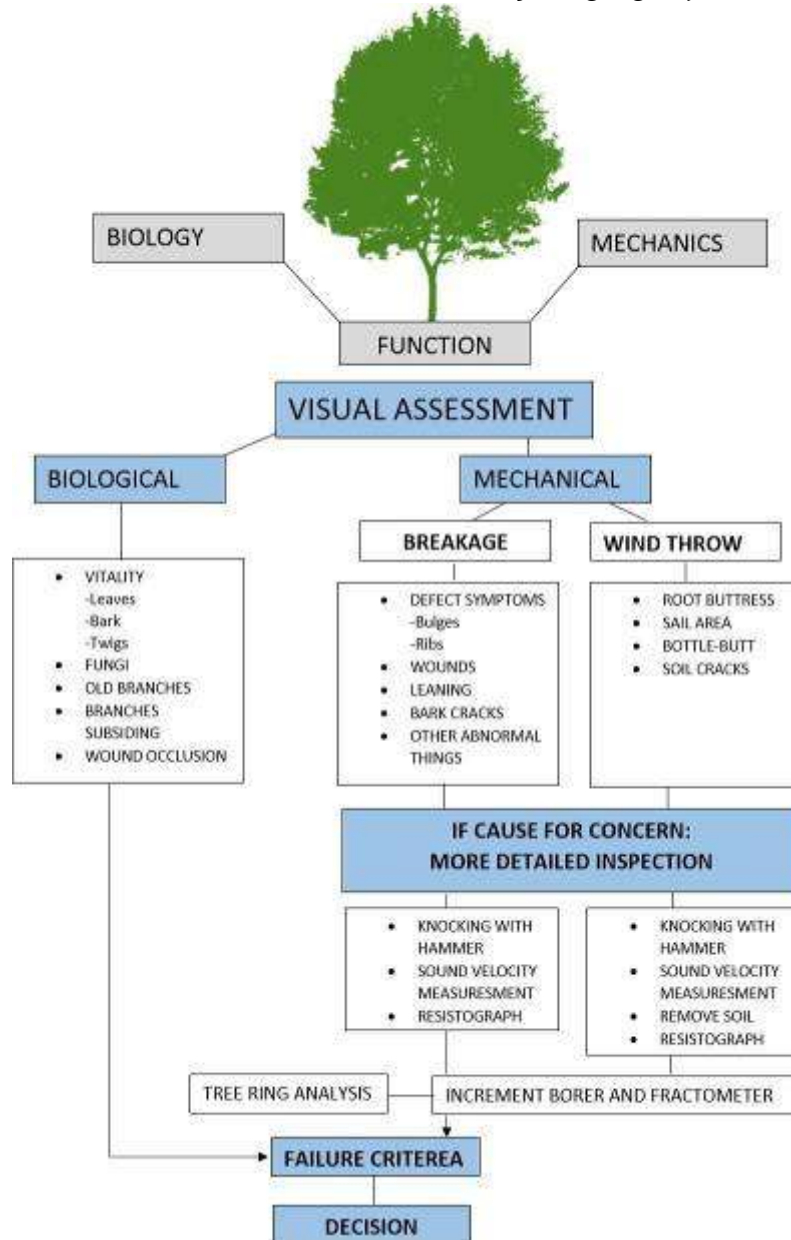 BIOLOGY
MECHANICS
FUNCTION
VISUAL ASSESSMENT
BIOLOGICAL
MECHANICAL
BREAKAGE
WIND THROW
• VITALITY
-Leaves
-Bark
-Twigs
• FUNGI
• OLD BRANCHES
• BRANCHES
SUBSIDING
• WOUND OCCLUSION
• DEFECT SYMPTOMS
-Bulges
-Ribs
• WOUNDS
• LEANING
• BARK CRACKS
• OTHER ABNORMAL
THINGS
• ROOT BUTTRESS
• SAIL AREA
• BOTTLE-BUTT
• SOIL CRACKS
IF CAUSE FOR CONCERN:
MORE DETAILED INSPECTION
• KNOCKING WITH
HAMMER
• SOUND VELOCITY
MEASURESMENT
• RESISTOGRAPH
• KNOCKING WITH
HAMMER
• SOUND VELOCITY
MEASURESMENT
• REMOVE SOIL
• RESISTOGRAPH
TREE RING ANALYSIS
INCREMENT BORER AND FRACTOMETER
FAILURE CRITEREA
DECISION